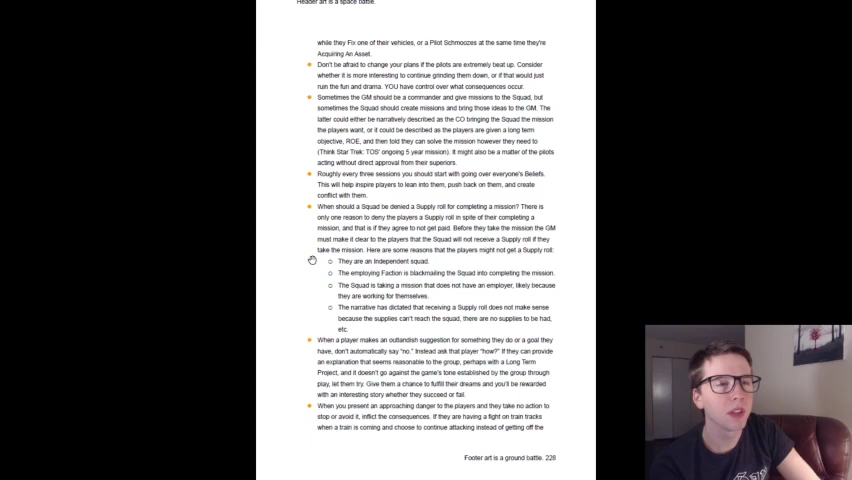 Header art is a space battle.
while they Fix one of their vehicles, or a Pilot Schmoozes at the same time they're
Acquiring An Asset.
Don't be afraid to change your plans if the pilots are extremely beat up. Consider
whether it is more interesting to continue grinding them down, or if that would just
ruin the fun and drama. YOU have control over what consequences occur.
Sometimes the GM should be a commander and give missions to the Squad, but
sometimes the Squad should create missions and bring those ideas to the GM. The
latter could either be narratively described as the CO bringing the Squad the mission
the players want, or it could be described as the players are given a long term
objective, ROE, and then told they can solve the mission however they need to
(Think Star Trek: TOS' ongoing 5 year mission). It might also be a matter of the pilots
acting without direct approval from their superiors.
Roughly every three sessions you should start with going over everyone's Beliefs.
This will help inspire players to lean into them, push back on them, and create
conflict with them.
When should a Squad be denied a Supply roll for completing a mission? There is
only one reason to deny the players a Supply roll in spite of their completing a
mission, and that is if they agree to not get paid. Before they take the mission the GM
must make it clear to the players that the Squad will not receive a Supply roll if they
take the mission. Here are some reasons that the players might not get a Supply roll:
They are an Independent squad.
The employing Faction is blackmailing the Squad into completing the mission.
The Squad is taking a mission that does not have an employer, likely because
they are working for themselves.
The narrative has dictated that receiving a Supply roll does not make sense
because the supplies can't reach the squad, there are no supplies to be had,
etc.
When a player makes an outlandish suggestion for something they do or a goal they
have, don't automatically say "no." Instead ask that player "how?" If they can provide
an explanation that seems reasonable to the group, perhaps with a Long Term
Project, and it doesn't go against the game's tone established by the group through
play, let them try. Give them a chance to fulfill their dreams and you'll be rewarded
with an interesting story whether they succeed or fail.
When you present an approaching danger to the players and they take no action to
stop or avoid it, inflict the consequences. If they are having a fight on train tracks
when a train is coming and choose to continue attacking instead of getting off the
Footer art is a ground battle. 228